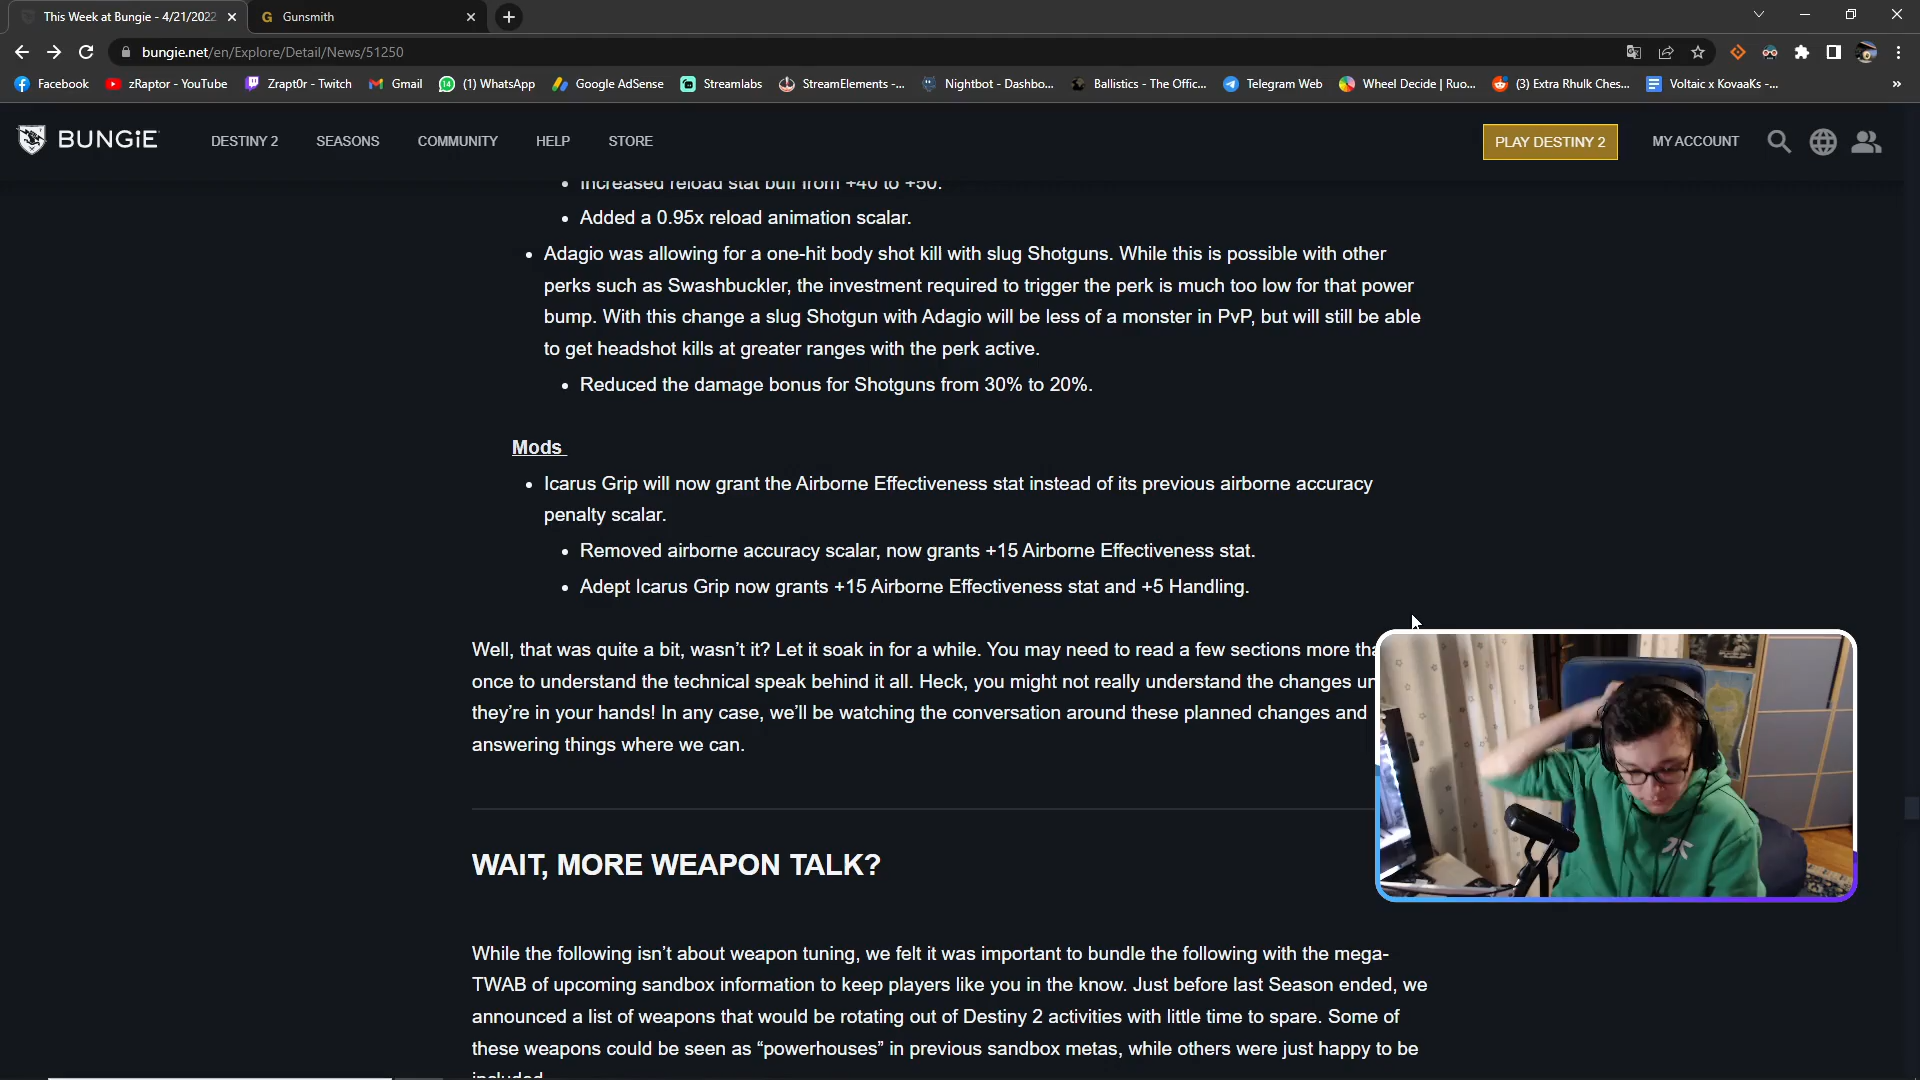 This Week at Bungie - 4/21/2022
Gunsmith
bungie.net/en/Explore/Detail/News/51250
Facebook
zRaptor - YouTube
Zrapt0r - Twitch
Gmail
(1) WhatsApp
Google AdSense
Streamlabs
StreamElements -...
Nightbot - Dashbo...
Ballistics - The Offic...
Telegram Web
Wheel Decide | Ruo...
(3) Extra Rhulk Ches...
Voltaic x KovaaKs -...
BUNGiE
DESTINY 2
SEASONS
COMMUNITY
HELP
STORE
PLAY DESTINY 2
MY ACCOUNT
• Increased reload stat buff from +40 to +50.
• Added a 0.95x reload animation scalar.
• Adagio was allowing for a one-hit body shot kill with slug Shotguns. While this is possible with other
perks such as Swashbuckler, the investment required to trigger the perk is much too low for that power
bump. With this change a slug Shotgun with Adagio will be less of a monster in PvP, but will still be able
to get headshot kills at greater ranges with the perk active.
• Reduced the damage bonus for Shotguns from 30% to 20%.
Mods
• Icarus Grip will now grant the Airborne Effectiveness stat instead of its previous airborne accuracy
penalty scalar.
• Removed airborne accuracy scalar, now grants +15 Airborne Effectiveness stat.
• Adept Icarus Grip now grants +15 Airborne Effectiveness stat and +5 Handling.
Well, that was quite a bit, wasn't it? Let it soak in for a while. You may need to read a few sections more
once to understand the technical speak behind it all. Heck, you might not really understand the changes
they're in your hands! In any case, we'll be watching the conversation around these planned changes and
answering things where we can.
WAIT, MORE WEAPON TALK?
While the following isn't about weapon tuning, we felt it was important to bundle the following with the mega-
TWAB of upcoming sandbox information to keep players like you in the know. Just before last Season ended, we
announced a list of weapons that would be rotating out of Destiny 2 activities with little time to spare. Some of
these weapons could be seen as “powerhouses” in previous sandbox metas, while others were just happy to be
included